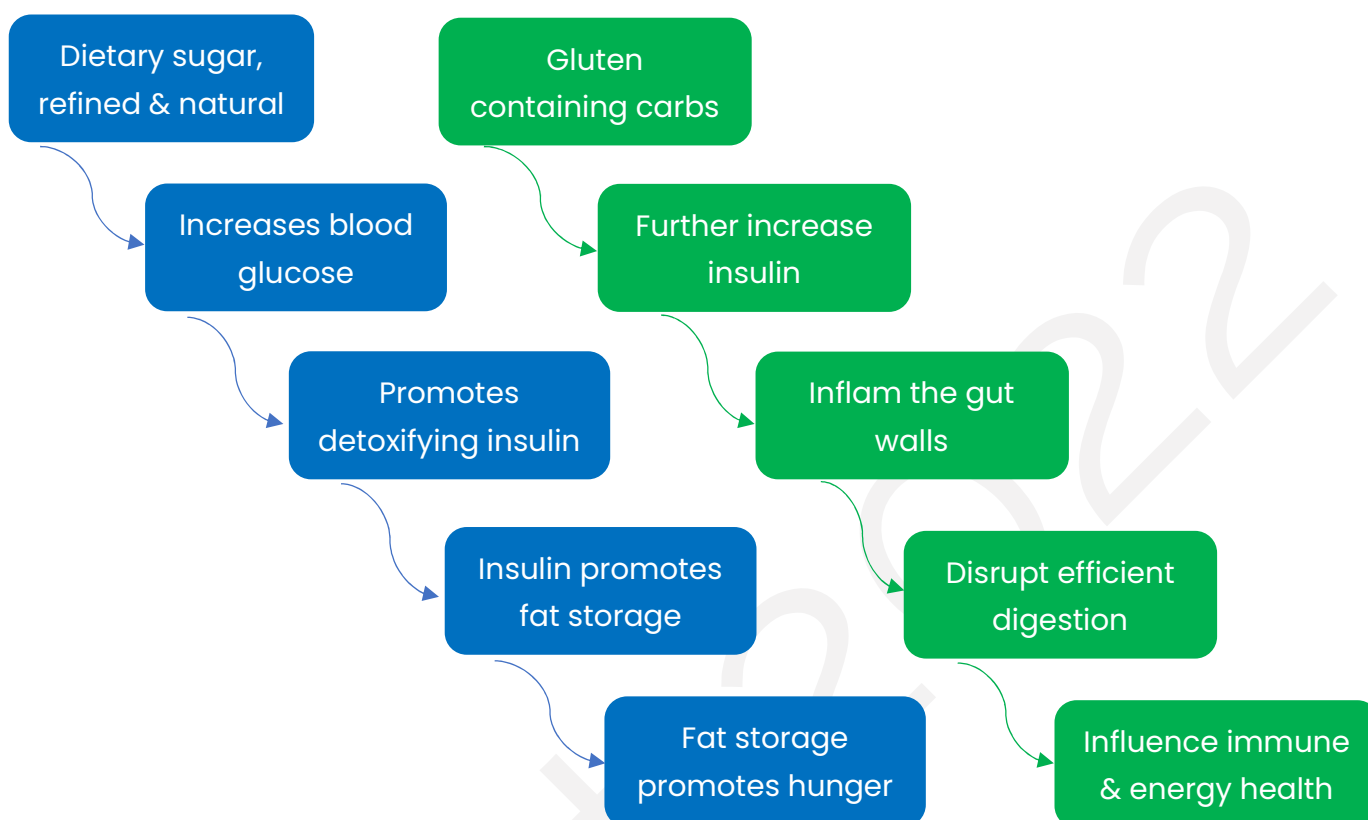 Dietary sugar,
refined & natural
Increases blood
glucose
Promotes
detoxifying insulin
Insulin promotes
fat storage
Fat storage
promotes hunger
Gluten
containing carbs
Further increase
insulin
Inflam the gut
walls
Disrupt efficient
digestion
Influence immune
& energy health
2022